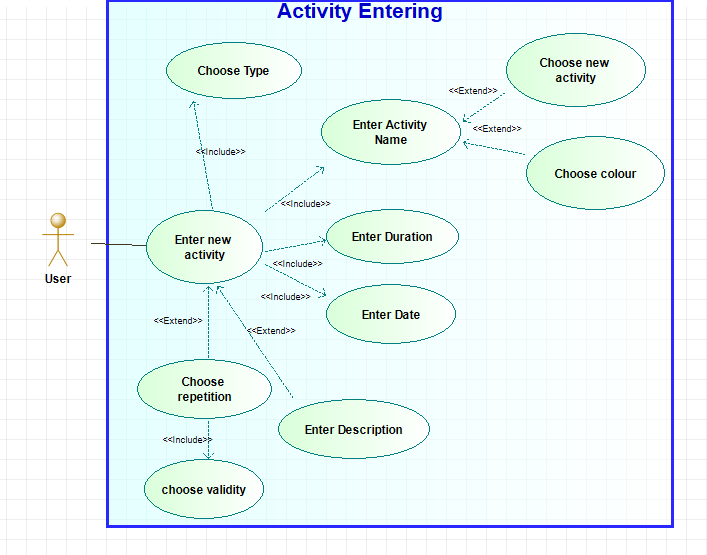 Activity Entering
Choose Type
Choose new
activity
<<Extend>>
Enter Activity
Name
<<Extend>>
<<Include>>
Choose colour
<<Include>>
Enter new
activity
Enter Duration
<<Include>>
User
<<Include>>
Enter Date
<<Extend>>
<<Extend>>
Choose
repetition
Enter Description
<<Include>>
choose validity